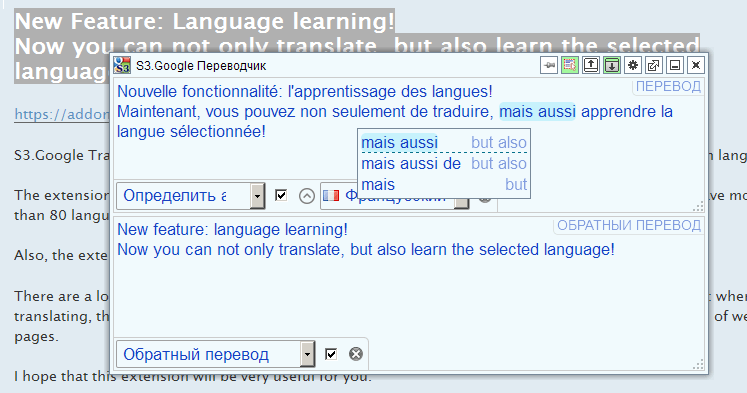 New Feature: Language learning!
Now you can not only translate, but also learn the selected
languag
https://addon
S3.Google Переводчик
ПЕРЕВОД
Nouvelle fonctionnalité: l'apprentissage des langues!
Maintenant, vous pouvez non seulement de traduire, mais aussi apprendre la
langue sélectionnée!
mais aussi but also
mais aussi de but also
mais but
Определить а
Французский
S3.Google Tra
The extension
than 80 langu
Also, the exte
There are a lo
translating, th
pages.
ОБРАТНЫЙ ПЕРЕВОД
New feature: language learning!
Now you can not only translate, but also learn the selected language!
Обратный перевод
n lang
ve mo
when
of we
I hope that this extension will be very useful for you.